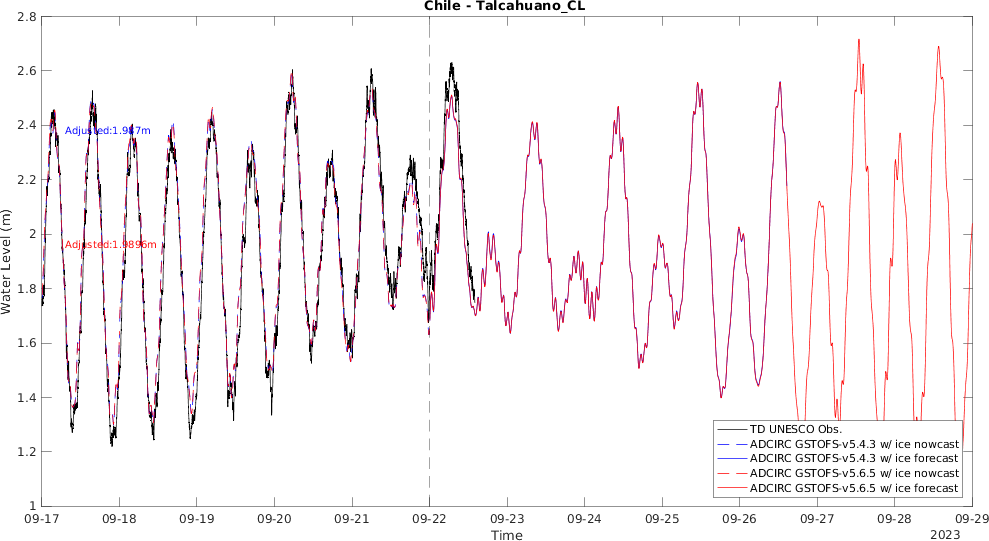 Chile - Talcahuano_CL
2.8
2.6
2.4
2.2
2
1.8
1.6
1.4
1.2
1
Water Level (m)
Adjusted:1.987m
Adjusted:1.9896m
TD UNESCO Obs.
ADCIRC GSTOFS-v5.4.3 w/ ice nowcast
ADCIRC GSTOFS-v5.4.3 w/ ice forecast
ADCIRC GSTOFS-v5.6.5 w/ ice nowcast
ADCIRC GSTOFS-v5.6.5 w/ ice forecast
09-17 09-18 09-19 09-20 09-21 09-22 09-23 09-24 09-25 09-26 09-27 09-28 09-29
Time
2023